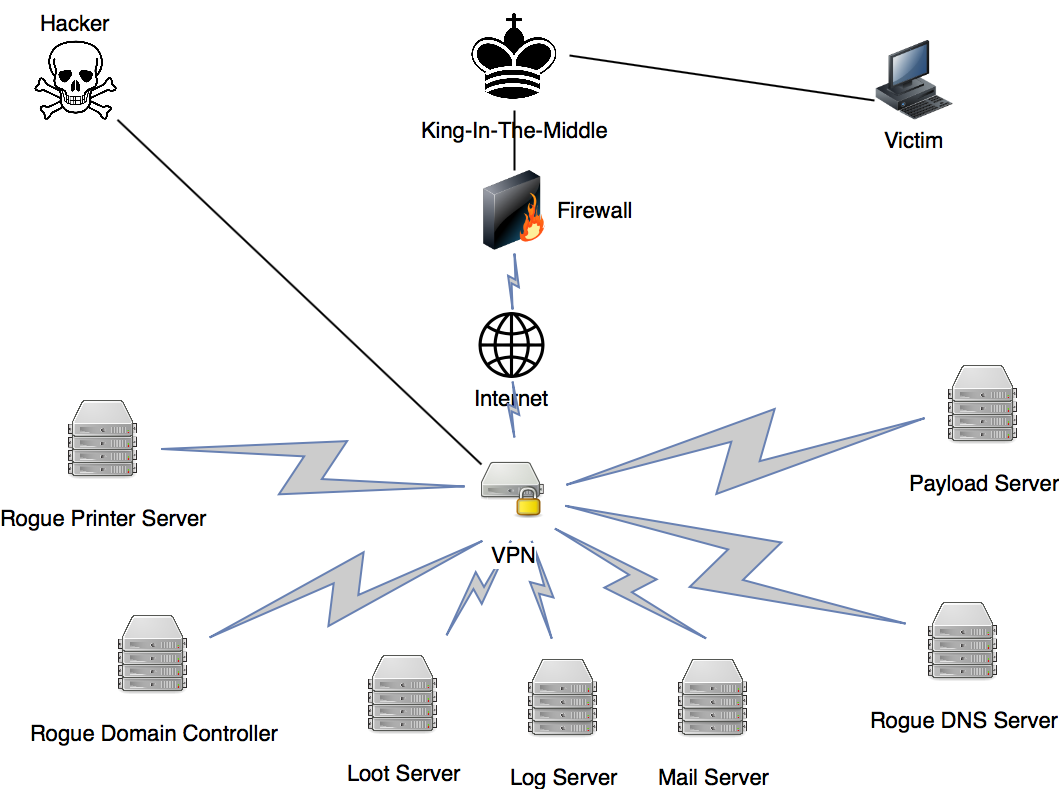 Hacker
King-In-The-Middle
Victim
Firewall
Internet
Payload Server
Rogue Printer Server
VPN
Rogue DNS Server
Rogue Domain Controller
Loot Server
Log Server
Mail Server